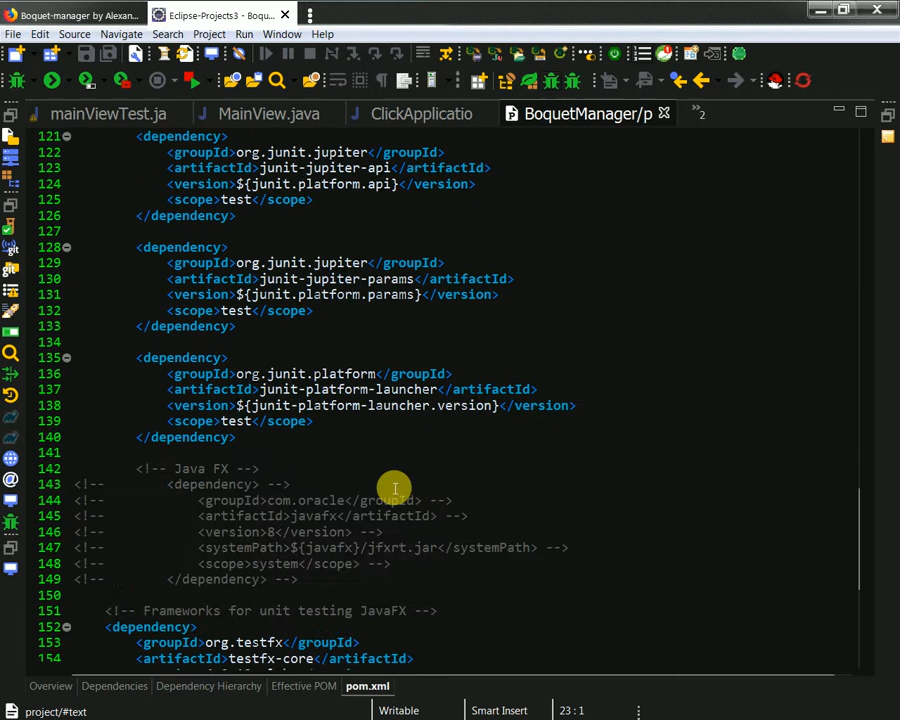 Boquet-manager by Alexan
Eclipse-Projects3 - Boqu...
File Edit Source Navigate Search Project Run Window Help
mainViewTest.ja
MainView.java
ClickApplicatio
BoquetManager/p
»2
121 <dependency>
122 <groupId>org.junit.jupiter</groupId>
123 <artifactId>junit-jupiter-api</artifactId>
124 <version>${junit.platform.api}</version>
125 <scope>test</scope>
126 </dependency>
127
128 <dependency>
129 <groupId>org.junit.jupiter</groupId>
130 <artifactId>junit-jupiter-params</artifactId>
131 <version>${junit.platform.params}</version>
132 <scope>test</scope>
133 </dependency>
134
135 <dependency>
136 <groupId>org.junit.platform</groupId>
137 <artifactId>junit-platform-launcher</artifactId>
138 <version>${junit-platform-launcher.version}</version>
139 <scope>test</scope>
140 </dependency>
141
142 <!-- Java FX -->
143 <!-- <dependency> -->
144 <!-- <groupId>com.oracle</groupId> -->
145 <!-- <artifactId>javafx</artifactId> -->
146 <!-- <version>8</version> -->
147 <!-- <systemPath>${javafx}/jfxrt.jar</systemPath> -->
148 <!-- <scope>system</scope> -->
149 <!-- </dependency> -->
150
151 <!-- Frameworks for unit testing JavaFX -->
152 <dependency>
153 <groupId>org.testfx</groupId>
154 <artifactId>testfx-core</artifactId>
Overview Dependencies Dependency Hierarchy Effective POM pom.xml
project/#text Writable Smart Insert 23 : 1